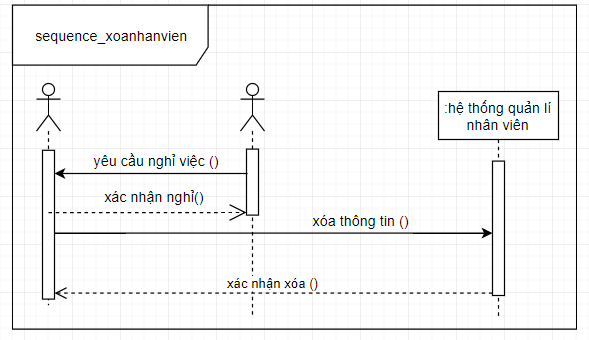 sequence_xoanhanvien
:hệ thống quản lí
nhân viên
yêu cầu nghỉ việc ()
xác nhận nghỉ()
xóa thông tin ()
xác nhận xóa ()